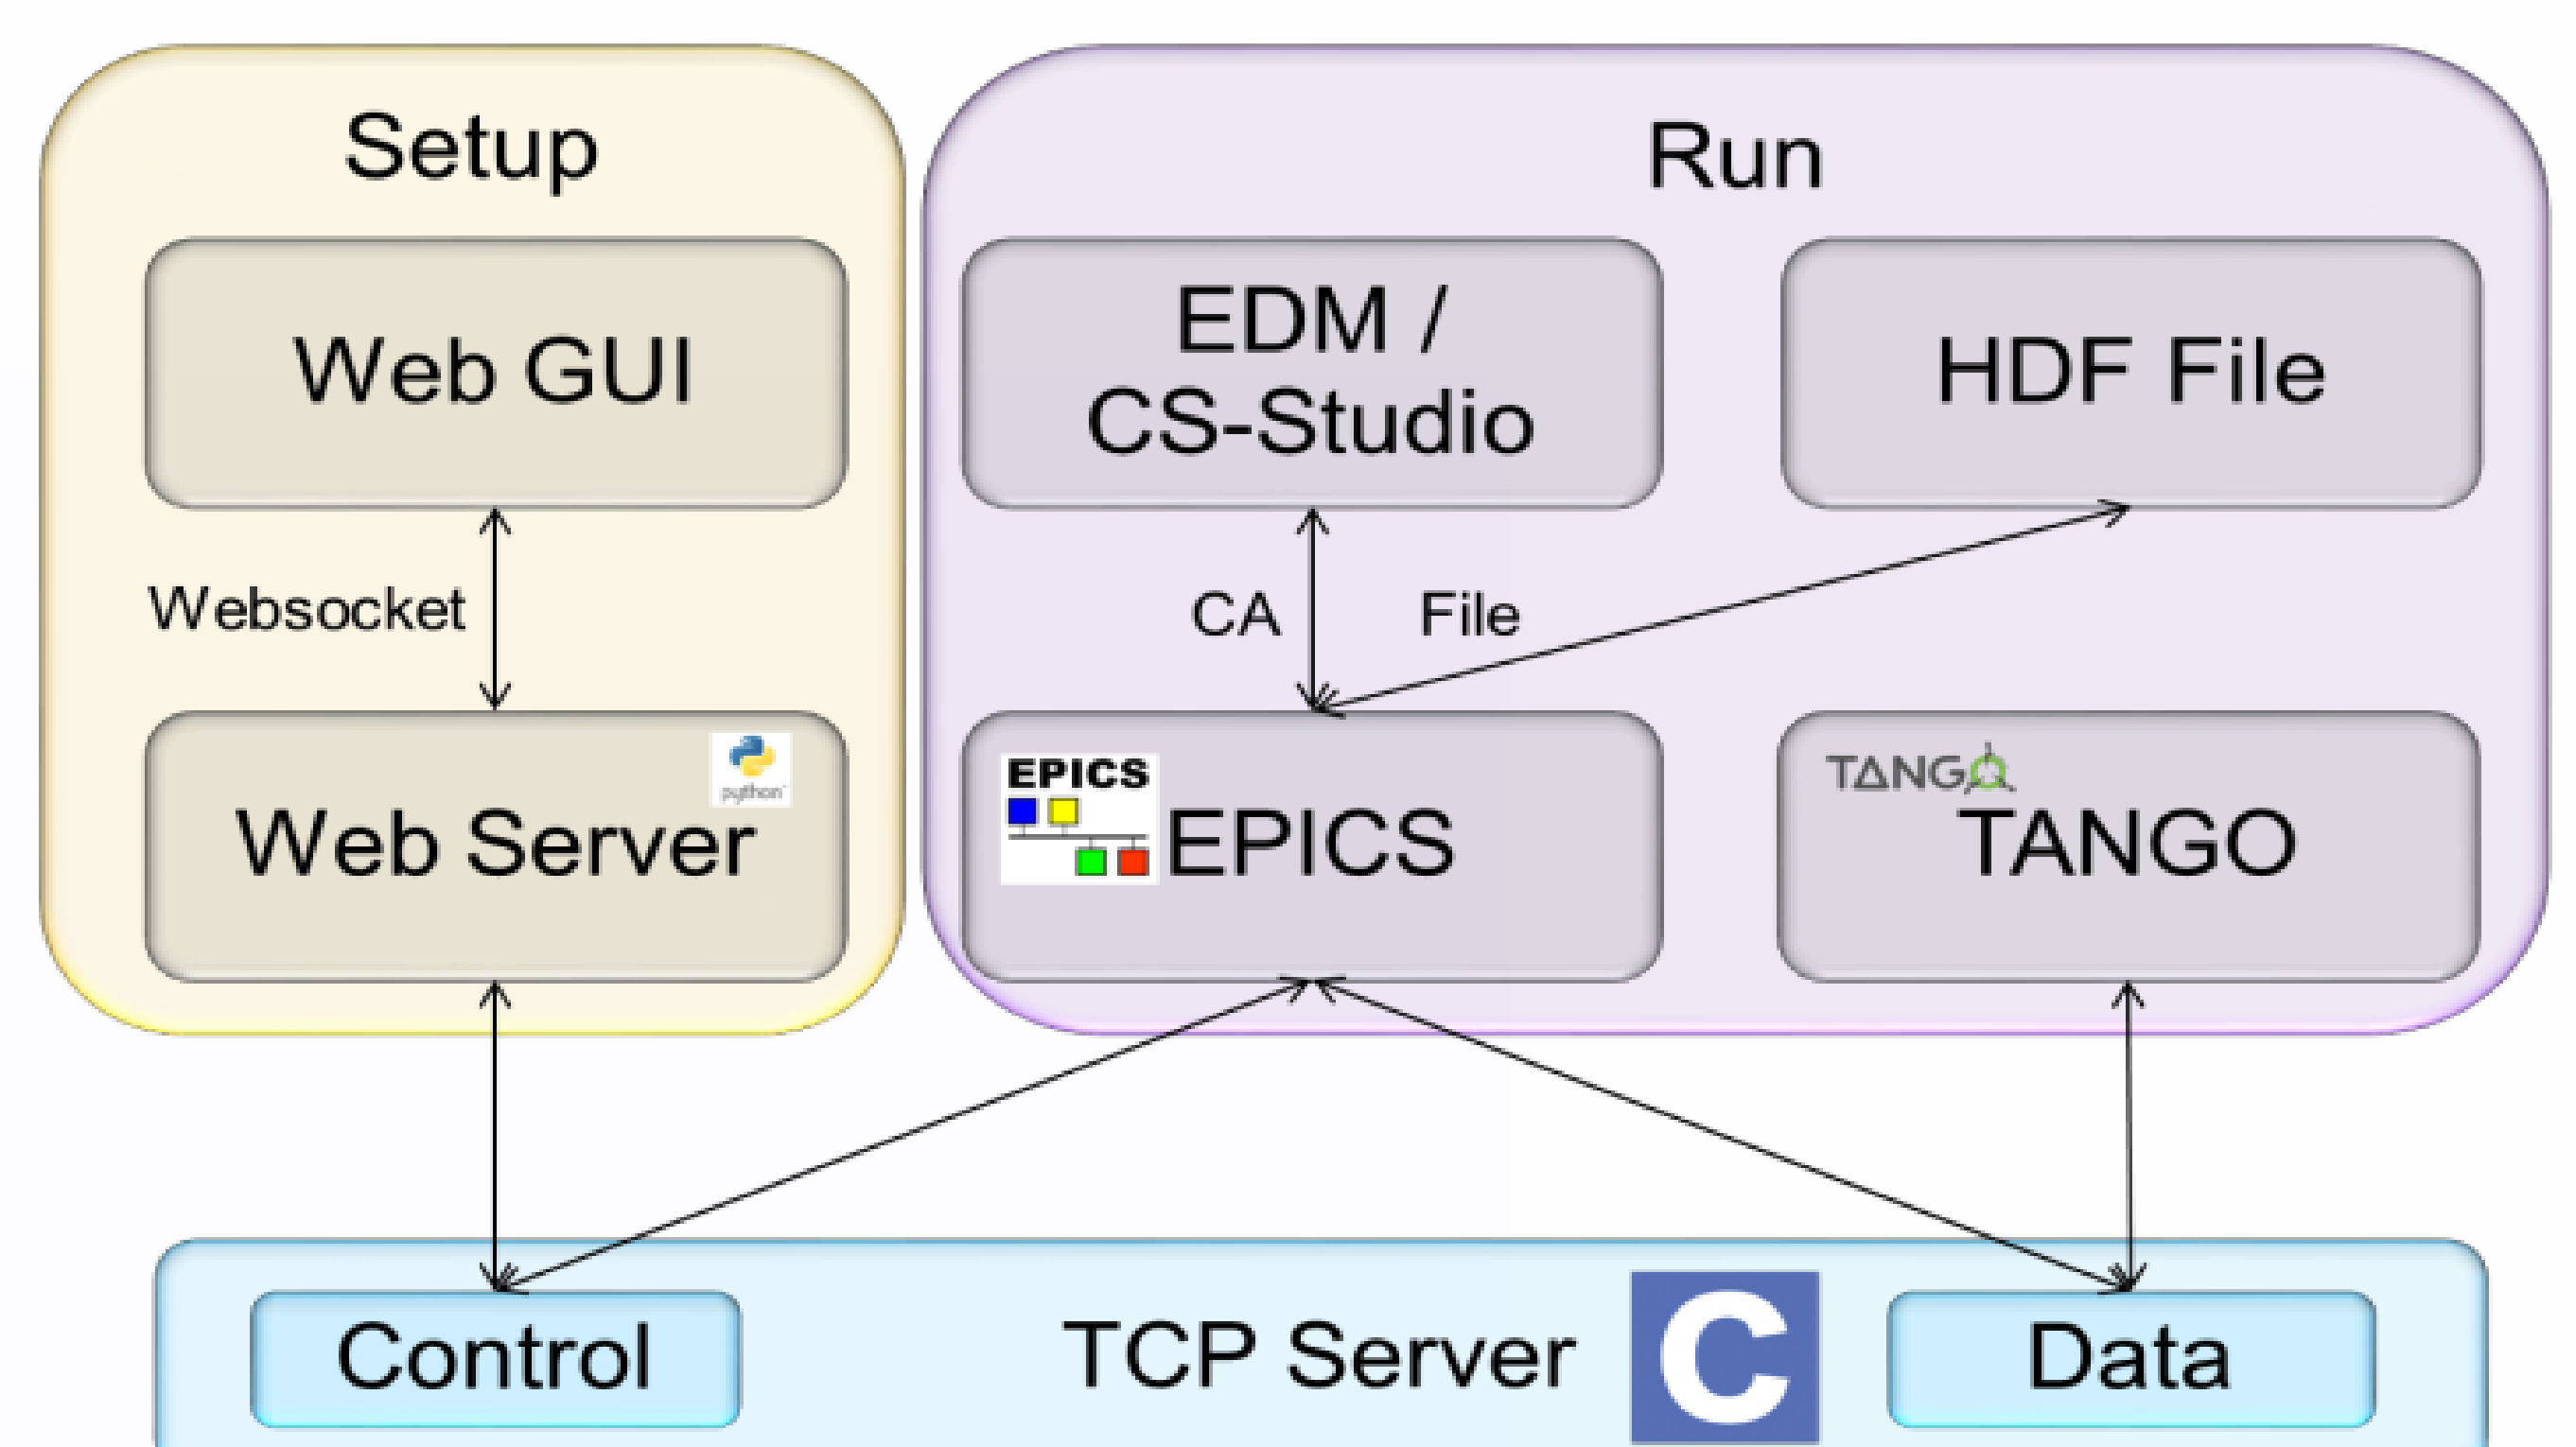 Setup
Run
Web GUI
EDM /
CS-Studio
HDF File
Websocket
CA
File
python
Web Server
EPICS
EPICS
TANGO
TANGO
Control
TCP Server
C
Data